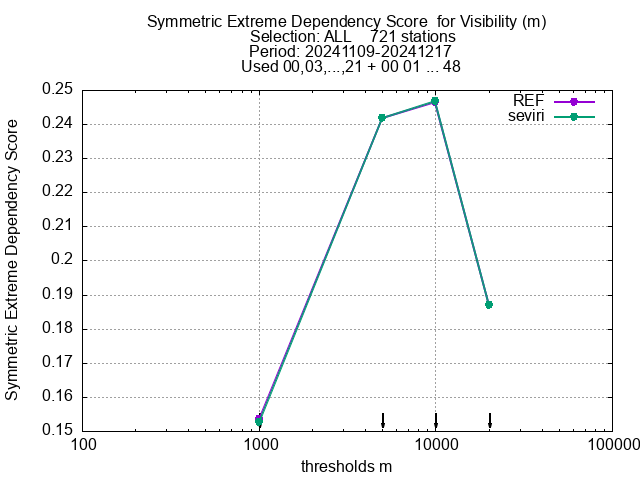 Symmetric Extreme Dependency Score  for Visibility (m)
Selection: ALL    721 stations
Period: 20241109-20241217
Used 00,03,...,21 + 00 01 ... 48
REF
seviri
Symmetric Extreme Dependency Score
0.25
0.24
0.23
0.22
0.21
0.2
0.19
0.18
0.17
0.16
0.15
100
1000
10000
100000
thresholds m